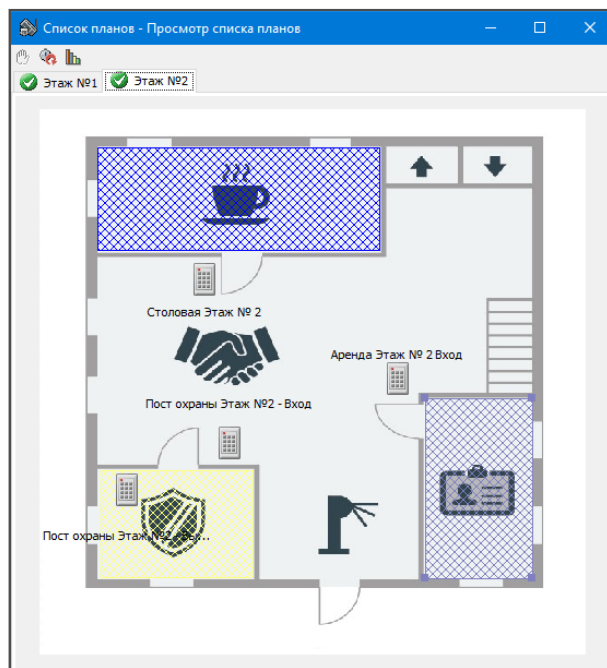 Список планов - Просмотр списка планов
Этаж №1
Этаж №2
Столовая Этаж № 2
Аренда Этаж № 2 Вход
Пост охраны Этаж №2 - Вход
Пост охраны Этаж №2 - Вы...